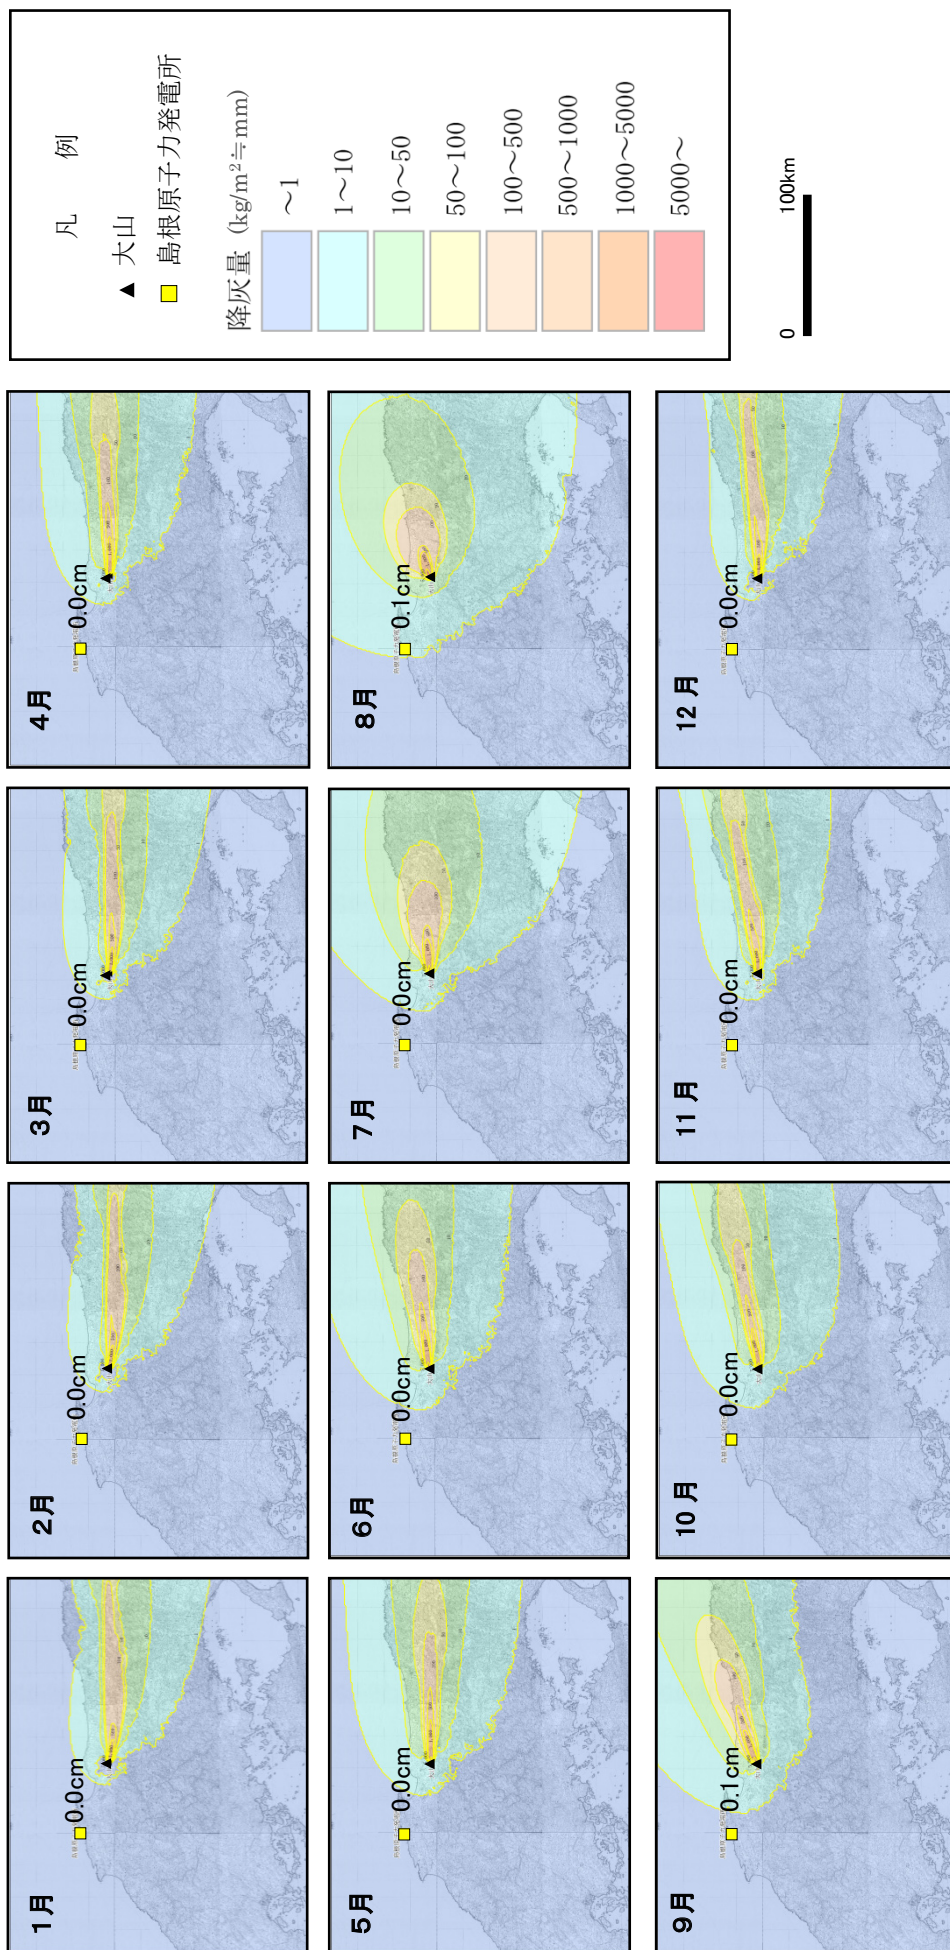 1月
0.0cm
2月
0.0cm
3月
0.0cm
4月
0.0cm
5月
0.0cm
6月
0.0cm
7月
0.0cm
8月
0.1cm
9月
0.1cm
10月
0.0cm
11月
0.0cm
12月
0.0cm
凡 例
▲ 大山
島根原子力発電所
降灰量 (kg/m²≒mm)
～1
1～10
10～50
50～100
100～500
500～1000
1000～5000
5000～
0 100km